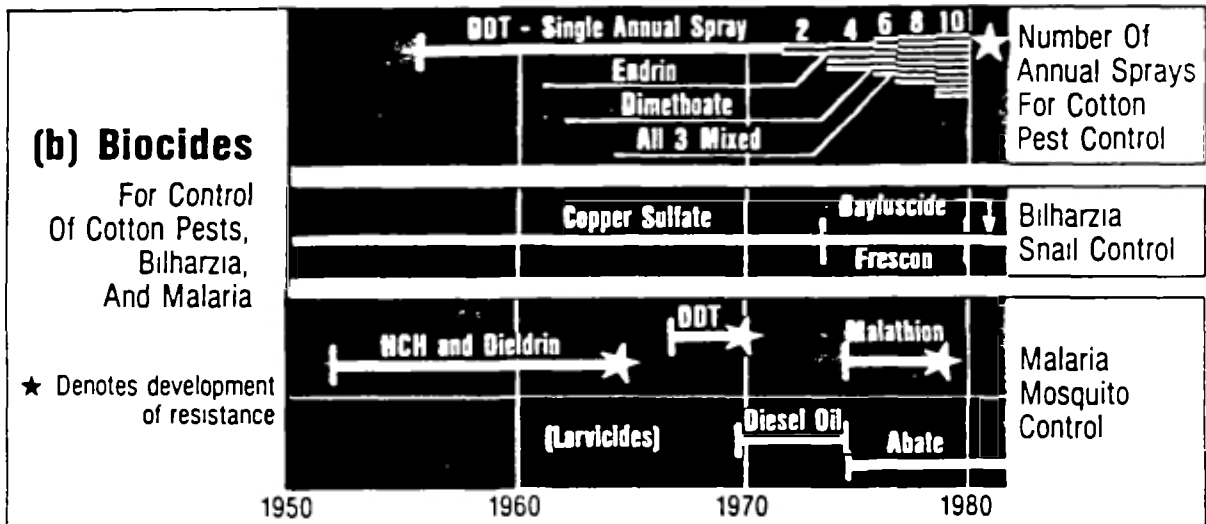 DDT - Single Annual Spray
2 4 6 8 10
Endrin
Dimethoate
All 3 Mixed
Number Of
Annual Sprays
For Cotton
Pest Control
(b) Biocides
For Control
Of Cotton Pests,
Bilharzia,
And Malaria
Copper Sulfate
Bayluscide
Frescon
Bilharzia
Snail Control
HCH and Dieldrin
DDT
Malathion
★ Denotes development
of resistance
(Larvicides)
Diesel Oil
Abate
Malaria
Mosquito
Control
1950 1960 1970 1980